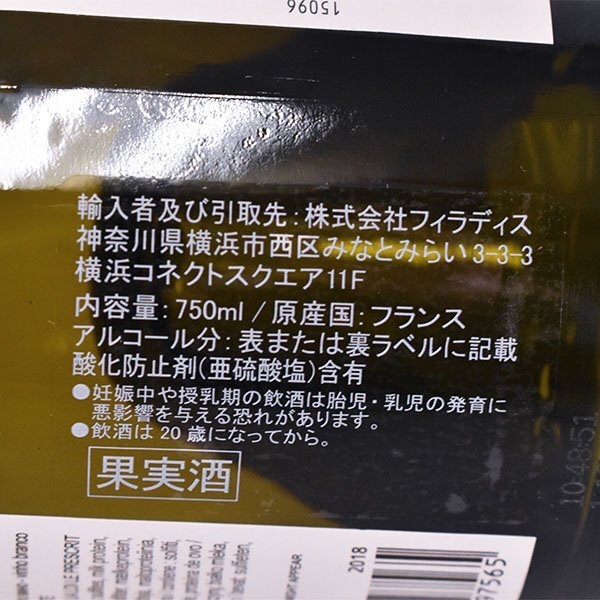 15096
輸入者及び引取先：株式会社フィラディス
神奈川県横浜市西区みなとみらい3-3-3
横浜コネクトスクエア11F
内容量：750ml / 原産国：フランス
アルコール分：表または裏ラベルに記載
酸化防止剤(亜硫酸塩)含有
●妊娠中や授乳期の飲酒は胎児・乳児の発育に
悪影響を与える恐れがあります。
●飲酒は20歳になってから。
果実酒
10:48:51
vinho branco
2018
97565